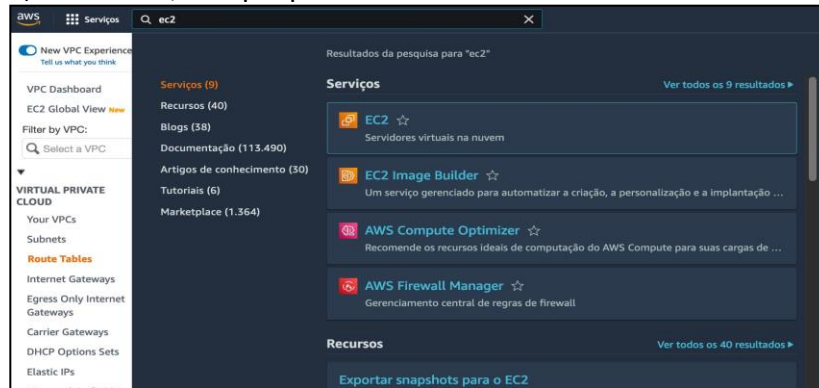 aws
Serviços
ec2
New VPC Experience
Tell us what you think
VPC Dashboard
EC2 Global View New
Filter by VPC:
Select a VPC
VIRTUAL PRIVATE
CLOUD
Your VPCs
Subnets
Route Tables
Internet Gateways
Egress Only Internet
Gateways
Carrier Gateways
DHCP Options Sets
Elastic IPs
Serviços (9)
Recursos (40)
Blogs (38)
Documentação (113.490)
Artigos de conhecimento (30)
Tutoriais (6)
Marketplace (1.364)
Resultados da pesquisa para "ec2"
Serviços
Ver todos os 9 resultados
EC2
Servidores virtuais na nuvem
EC2 Image Builder
Um serviço gerenciado para automatizar a criação, a personalização e a implantação ...
AWS Compute Optimizer
Recomende os recursos ideais de computação do AWS Compute para suas cargas de ...
AWS Firewall Manager
Gerenciamento central de regras de firewall
Recursos
Ver todos os 40 resultados
Exportar snapshots para o EC2